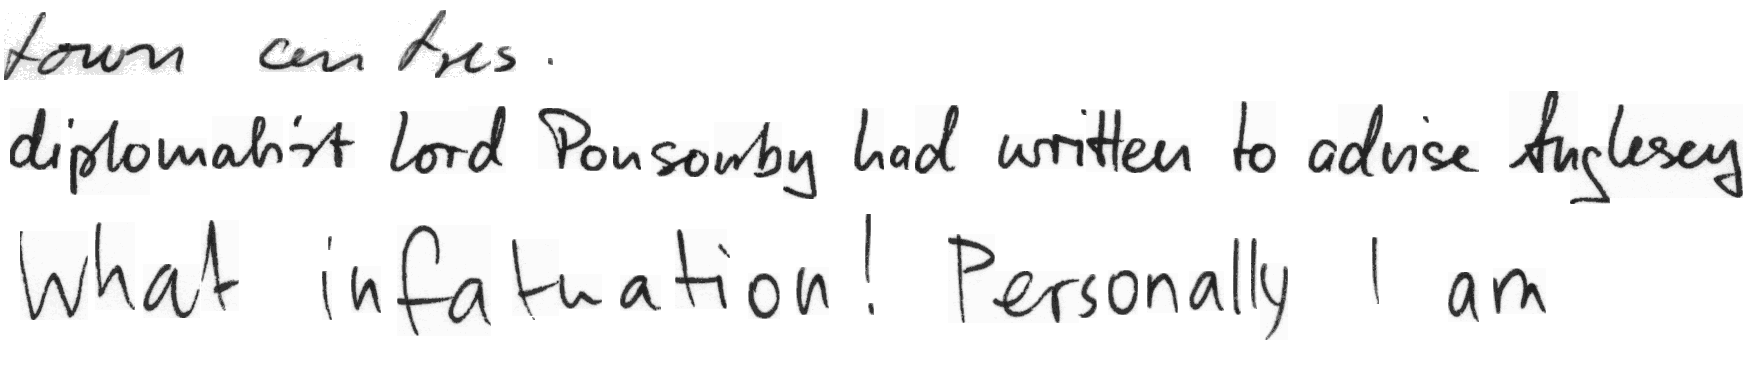 town centres.
diplomatist Lord Ponsonby had written to advise Anglesey
What infatuation! Personally I am